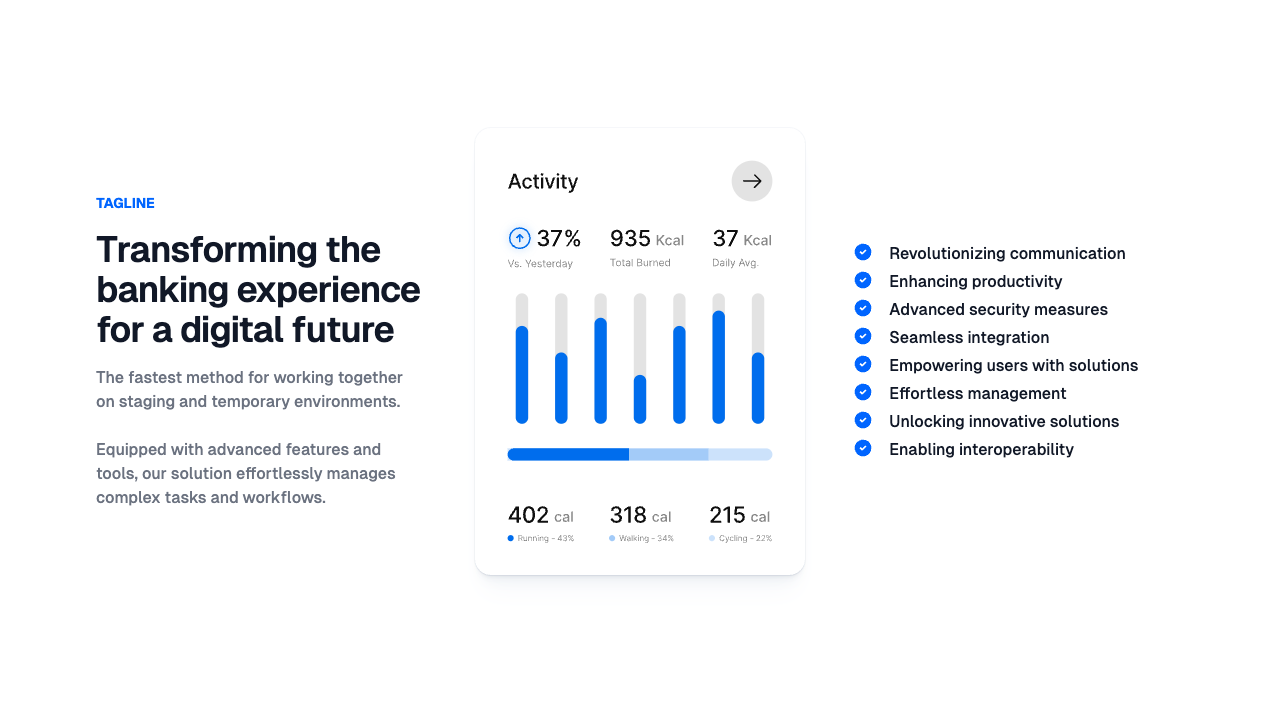 TAGLINE
Transforming the
banking experience
for a digital future
The fastest method for working together
on staging and temporary environments.
Equipped with advanced features and
tools, our solution effortlessly manages
complex tasks and workflows.
Activity
37%
Vs. Yesterday
935 Kcal
Total Burned
37 Kcal
Daily Avg.
402 cal
Running - 43%
318 cal
Walking - 34%
215 cal
Cycling - 22%
Revolutionizing communication
Enhancing productivity
Advanced security measures
Seamless integration
Empowering users with solutions
Effortless management
Unlocking innovative solutions
Enabling interoperability